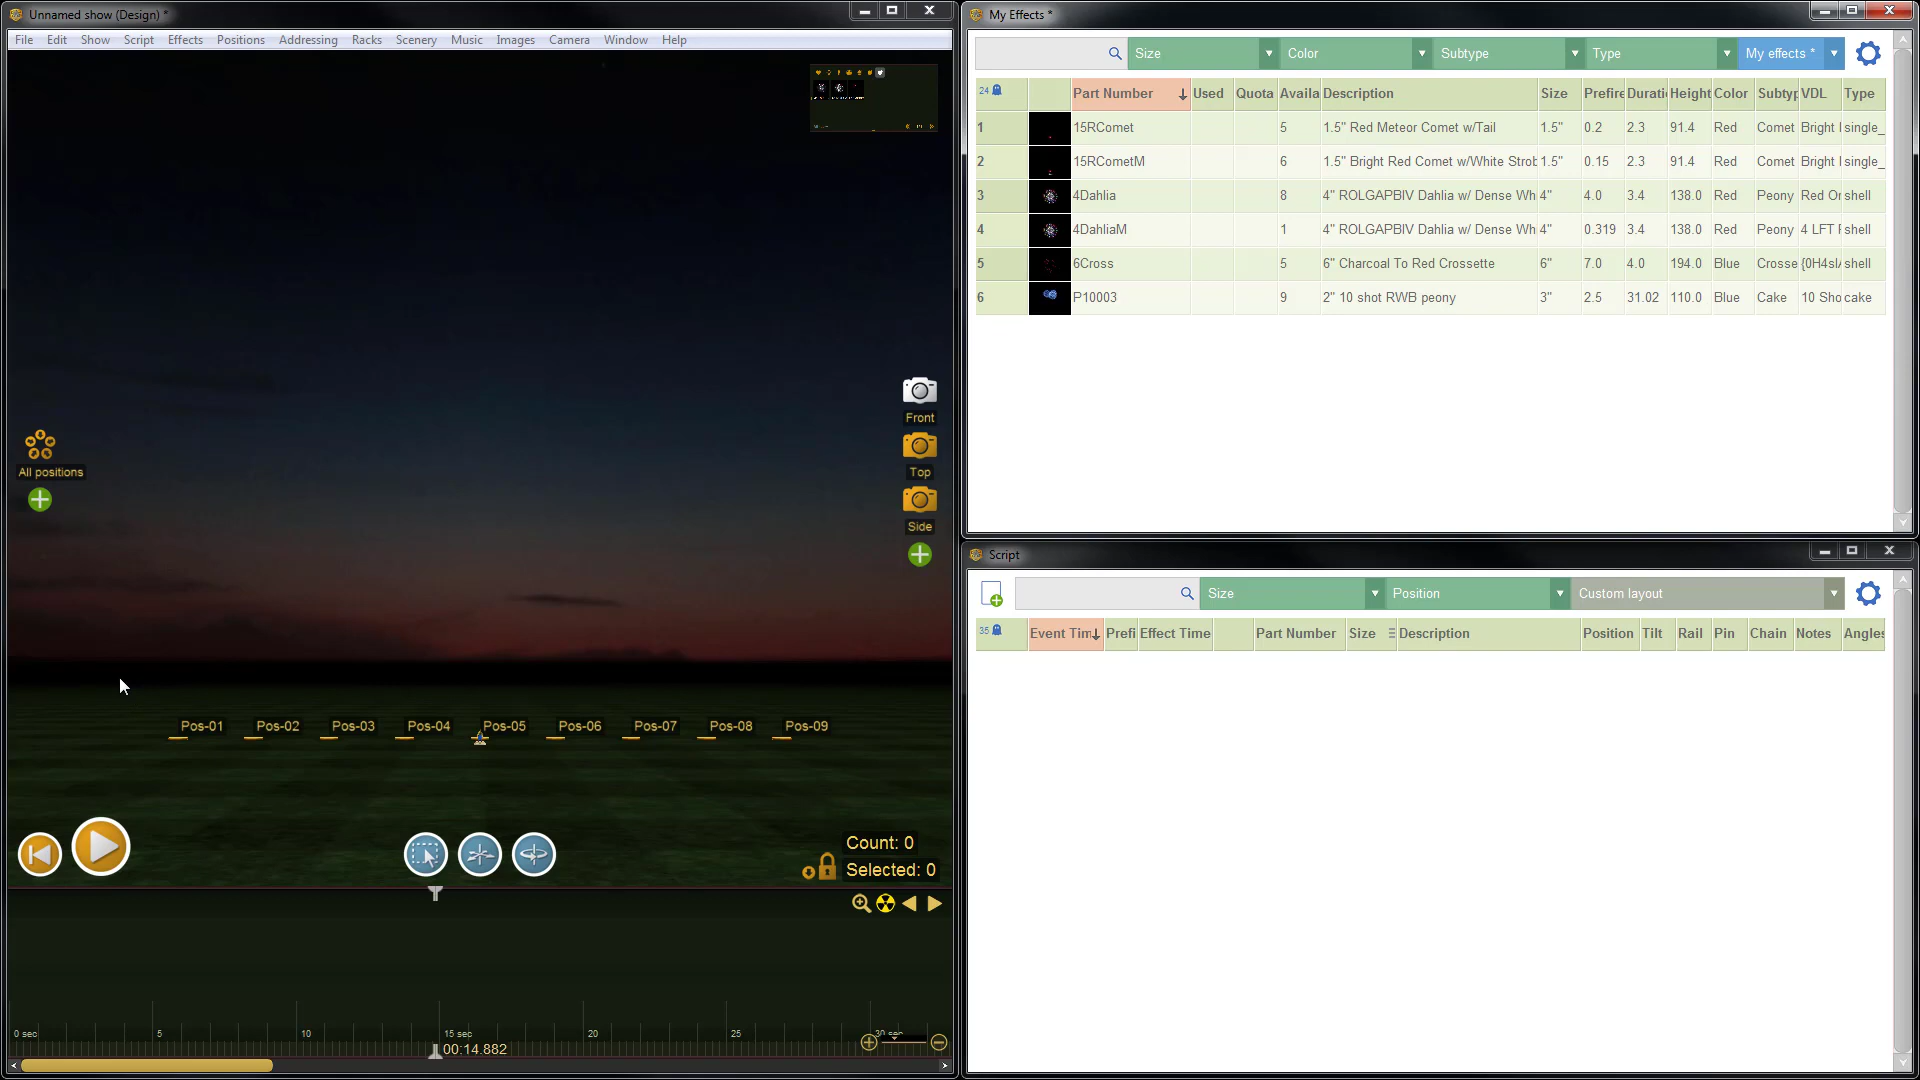 Unnamed show (Design) *
File Edit Show Script Effects Positions Addressing Racks Scenery Music Images Camera Window Help
Front
All positions
Top
Side
Pos-01 Pos-02 Pos-03 Pos-04 Pos-05 Pos-06 Pos-07 Pos-08 Pos-09
Count: 0
Selected: 0
0 sec 5 10 15 sec 20 25 30 sec
00:14.882
My Effects *
Size Color Subtype Type My effects *
24 Part Number Used Quota Availa Description Size Prefire Durati Height Color Subtyp VDL Type
1 15RComet 5 1.5" Red Meteor Comet w/Tail 1.5" 0.2 2.3 91.4 Red Comet Bright single_
2 15RCometM 6 1.5" Bright Red Comet w/White Strob 1.5" 0.15 2.3 91.4 Red Comet Bright single_
3 4Dahlia 8 4" ROLGAPBIV Dahlia w/ Dense Wh 4" 4.0 3.4 138.0 Red Peony Red Or shell
4 4DahliaM 1 4" ROLGAPBIV Dahlia w/ Dense Wh 4" 0.319 3.4 138.0 Red Peony 4 LFT shell
5 6Cross 5 6" Charcoal To Red Crossette 6" 7.0 4.0 194.0 Blue Crosse shell
6 P10003 9 2" 10 shot RWB peony 3" 2.5 31.02 110.0 Blue Cake 10 Sho cake
Script
Size Position Custom layout
35 Event Tim Prefi Effect Time Part Number Size Description Position Tilt Rail Pin Chain Notes Angles